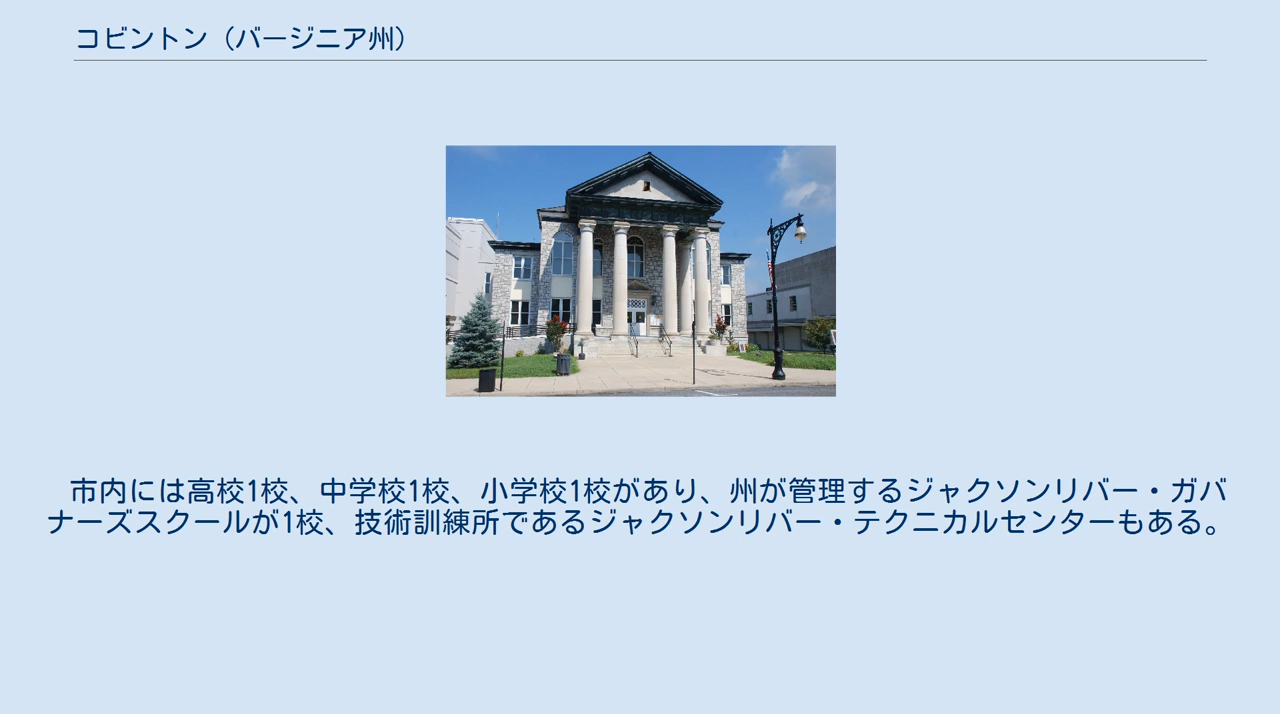 コビントン（バージニア州）
市内には高校1校、中学校1校、小学校1校があり、州が管理するジャクソンリバー・ガバ
ナーズスクールが1校、技術訓練所であるジャクソンリバー・テクニカルセンターもある。